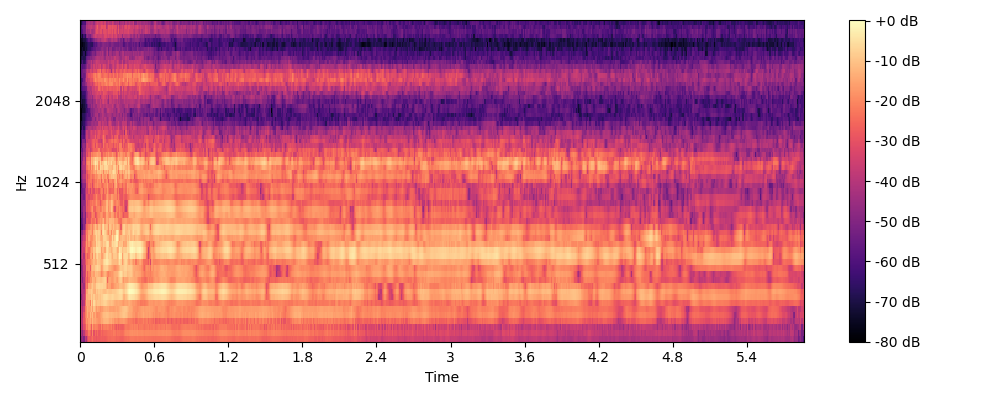 +0 dB
-10 dB
2048
-20 dB
-30 dB
Hz
1024
-40 dB
-50 dB
512
-60 dB
-70 dB
-80 dB
0 0.6 1.2 1.8 2.4 3 3.6 4.2 4.8 5.4
Time